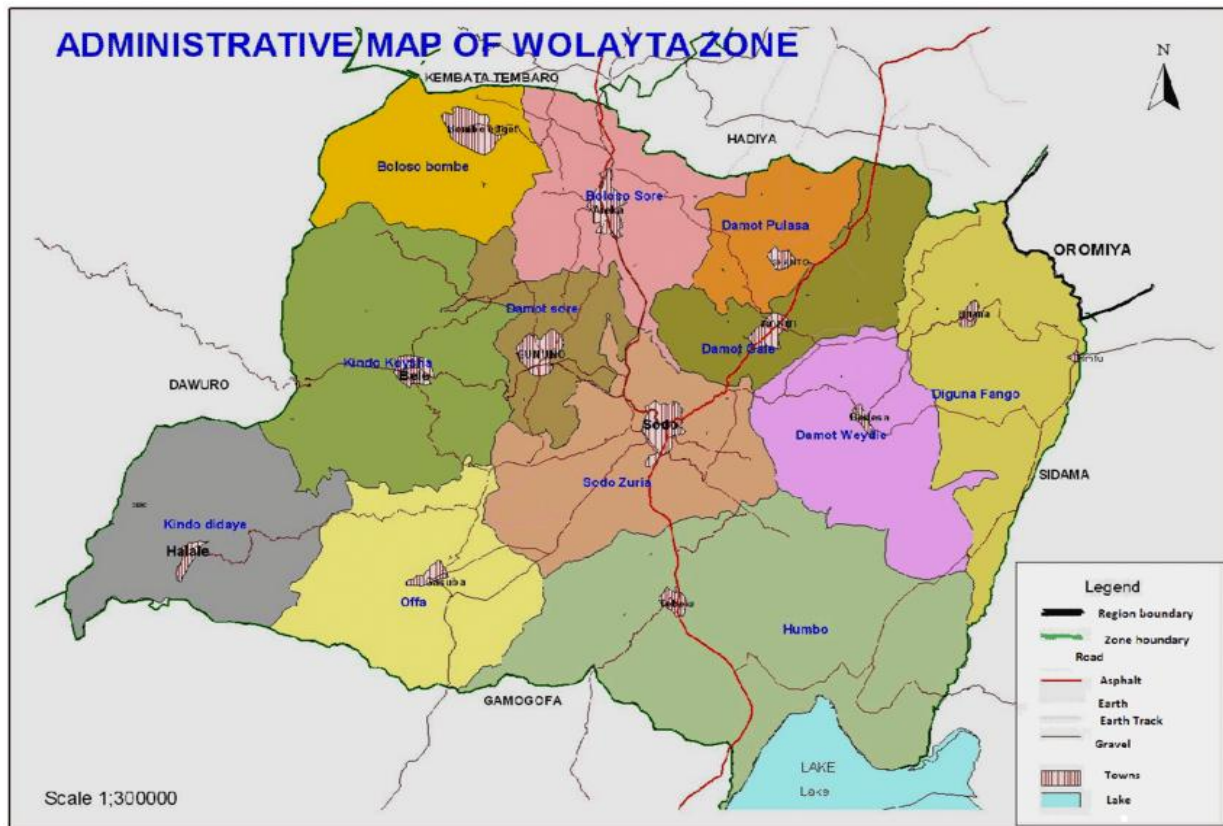 ADMINISTRATIVE MAP OF WOLAYTA ZONE
N
KEMBATA TEMBARO
HADIYA
Boloso bombe
Boloso Sore
Damot Pulasa
OROMIYA
Damot sore
GUNUNO
Damot Gale
Kindo Koysha
Bele
DAWURO
Diguna Fango
Sodo
Damot Weydie
SIDAMA
Sodo Zuria
Kindo didaye
Halale
Offa
Humbo
GAMOGOFA
LAKE
Lake
Scale 1;300000
Legend
Region boundary
Zone boundary
Road
Asphalt
Earth
Earth Track
Gravel
Towns
Lake